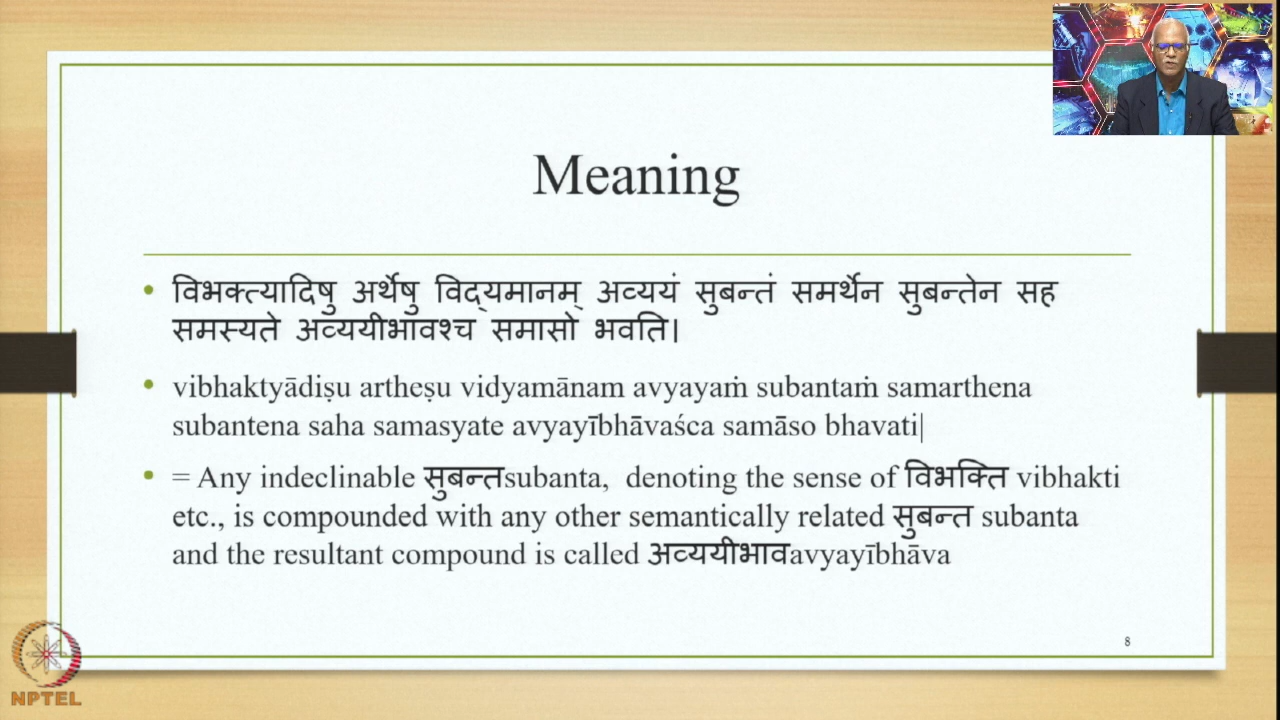 Meaning
विभक्त्यादिषु अर्थेषु विद्यमानम् अव्ययं सुबन्तं समर्थेन सुबन्तेन सह
समस्यते अव्ययीभावश्च समासो भवति।
vibhaktyādiṣu artheṣu vidyamānam avyayaṁ subantaṁ samarthena
subantena saha samasyate avyayībhāvaśca samāso bhavati|
= Any indeclinable सुबन्तsubanta, denoting the sense of विभक्ति vibhakti
etc., is compounded with any other semantically related सुबन्त subanta
and the resultant compound is called अव्ययीभावavyayībhāva
8
NPTEL